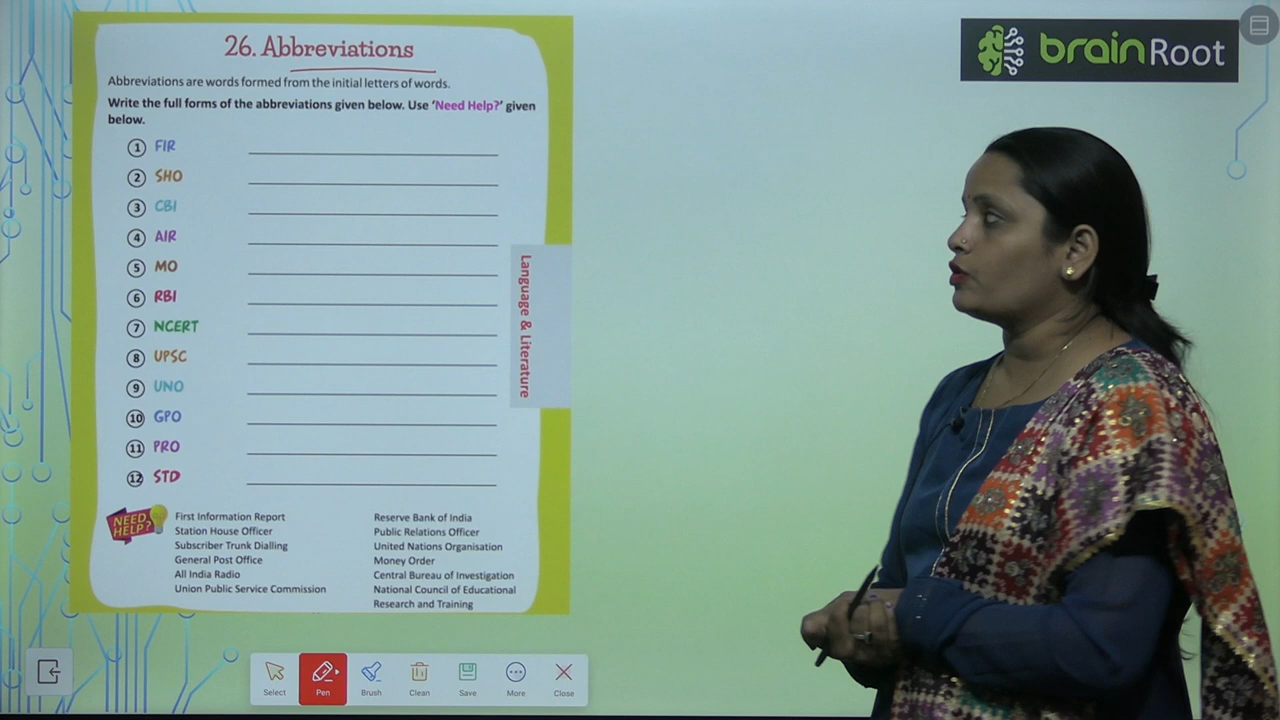 26. Abbreviations
Abbreviations are words formed from the initial letters of words.
Write the full forms of the abbreviations given below. Use ‘Need Help?’ given
below.
1 FIR
2 SHO
3 CBI
4 AIR
5 MO
6 RBI
7 NCERT
8 UPSC
9 UNO
10 GPO
11 PRO
12 STD
Language & Literature
NEED
HELP?
First Information Report
Station House Officer
Subscriber Trunk Dialling
General Post Office
All India Radio
Union Public Service Commission
Reserve Bank of India
Public Relations Officer
United Nations Organisation
Money Order
Central Bureau of Investigation
National Council of Educational
Research and Training
brainRoot
Select
Pen
Brush
Clean
Save
More
Close